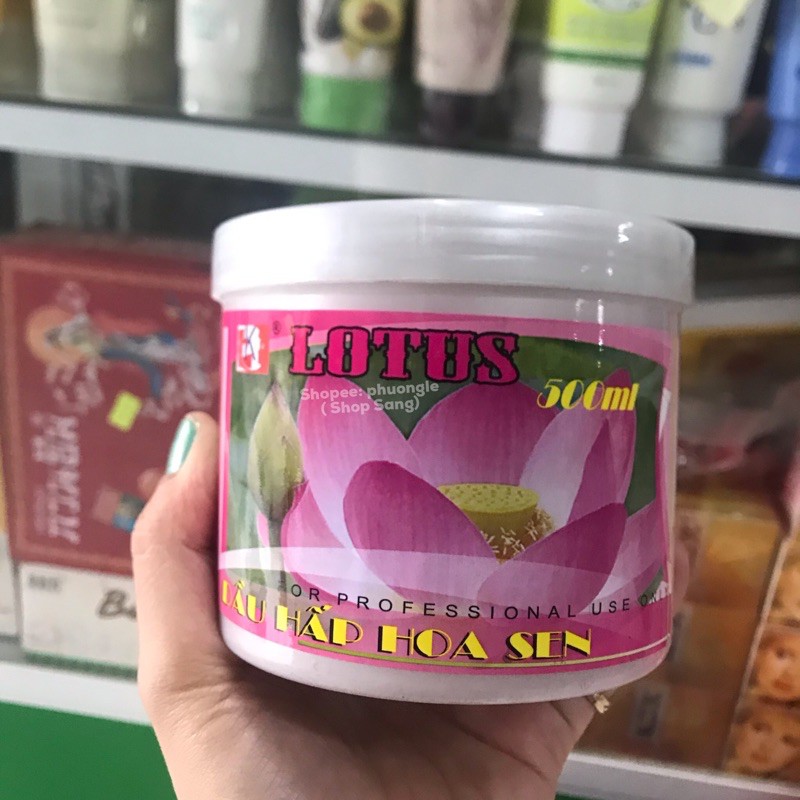 K ®
LOTUS
Shopee: phuongle
( Shop Sang)
500ml
FOR PROFESSIONAL USE
DẦU HẤP HOA SEN